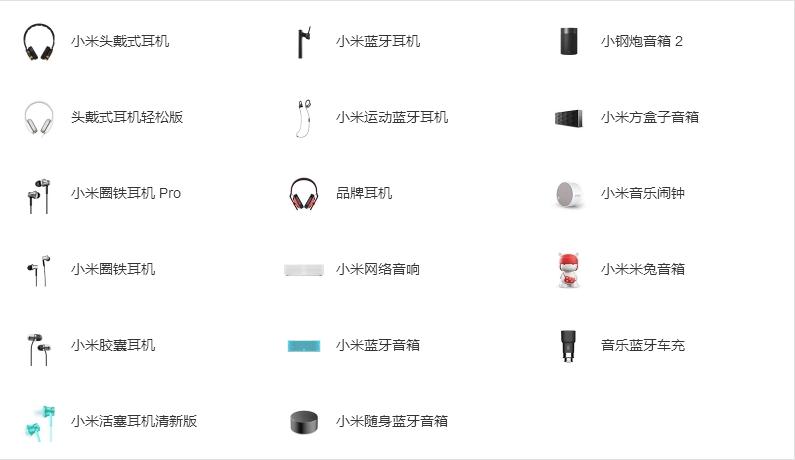 小米头戴式耳机
小米蓝牙耳机
小钢炮音箱 2
头戴式耳机轻松版
小米运动蓝牙耳机
小米方盒子音箱
小米圈铁耳机 Pro
品牌耳机
小米音乐闹钟
小米圈铁耳机
小米网络音响
小米米兔音箱
小米胶囊耳机
小米蓝牙音箱
音乐蓝牙车充
小米活塞耳机清新版
小米随身蓝牙音箱